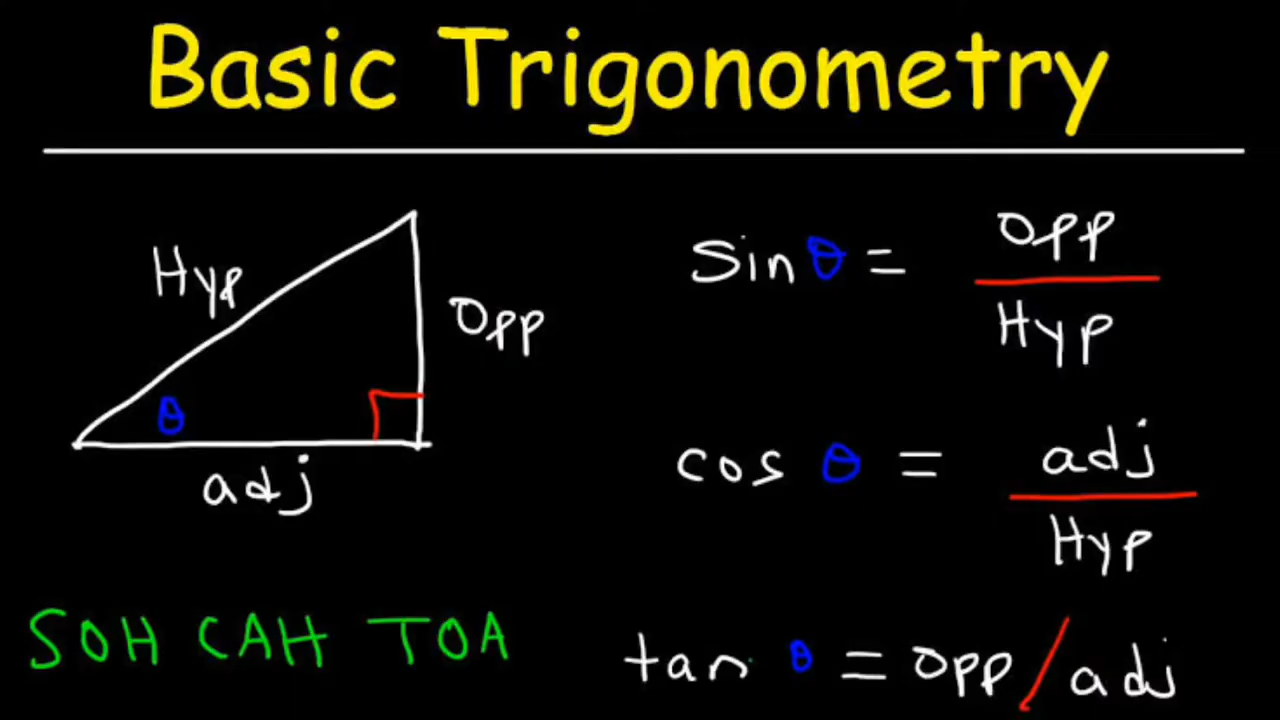 Basic Trigonometry
Hyp
Opp
θ
adj
SOH CAH TOA
sin θ = Opp / Hyp
cos θ = adj / Hyp
tan θ = Opp / adj